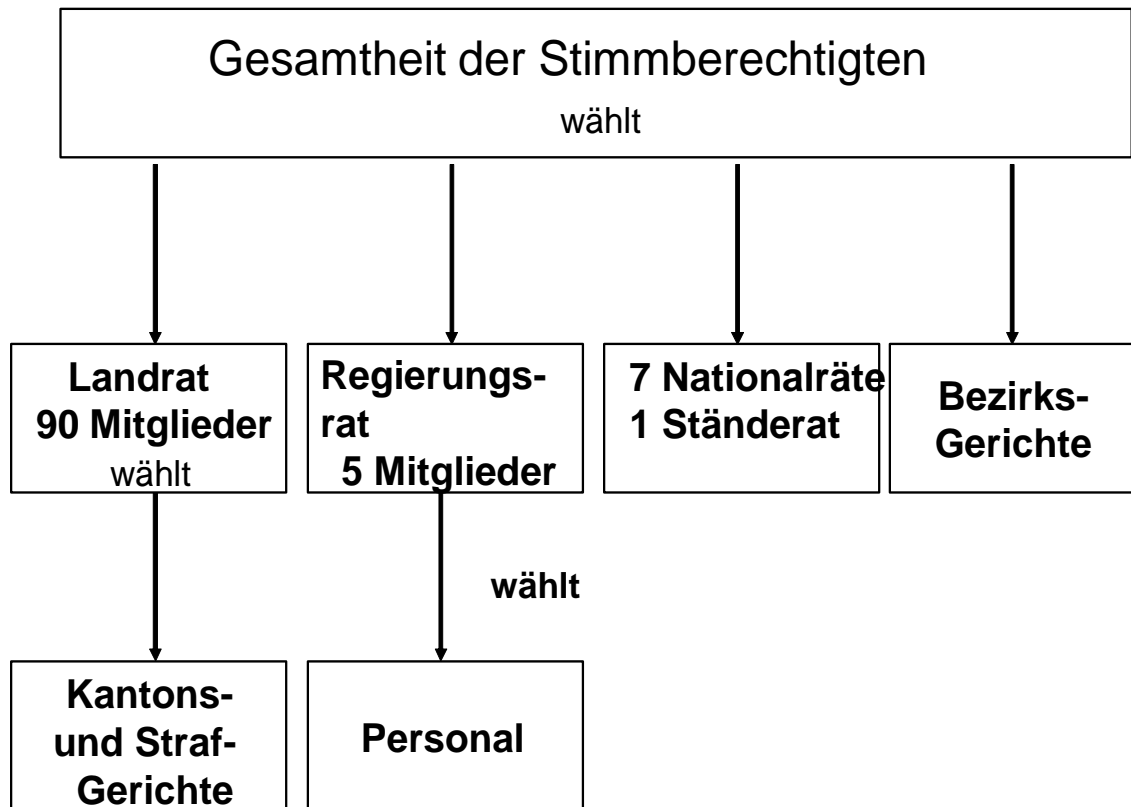 Gesamtheit der Stimmberechtigten
wählt
Landrat
90 Mitglieder
wählt
Regierungs-
rat
5 Mitglieder
7 Nationalräte
1 Ständerat
Bezirks-
Gerichte
wählt
Kantons-
und Straf-
Gerichte
Personal